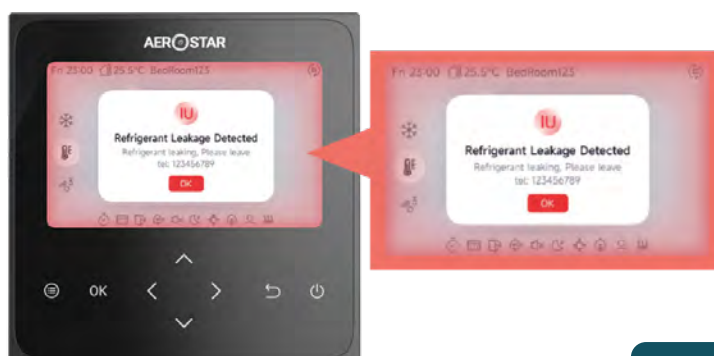 AEROSTAR
Fri 23:00 25.5°C BedRoom123
IU
Refrigerant Leakage Detected
Refrigerant leaking, Please leave
tel: 123456789
OK
OK
Fri 23:00 25.5°C BedRoom123
IU
Refrigerant Leakage Detected
Refrigerant leaking, Please leave
tel: 123456789
OK